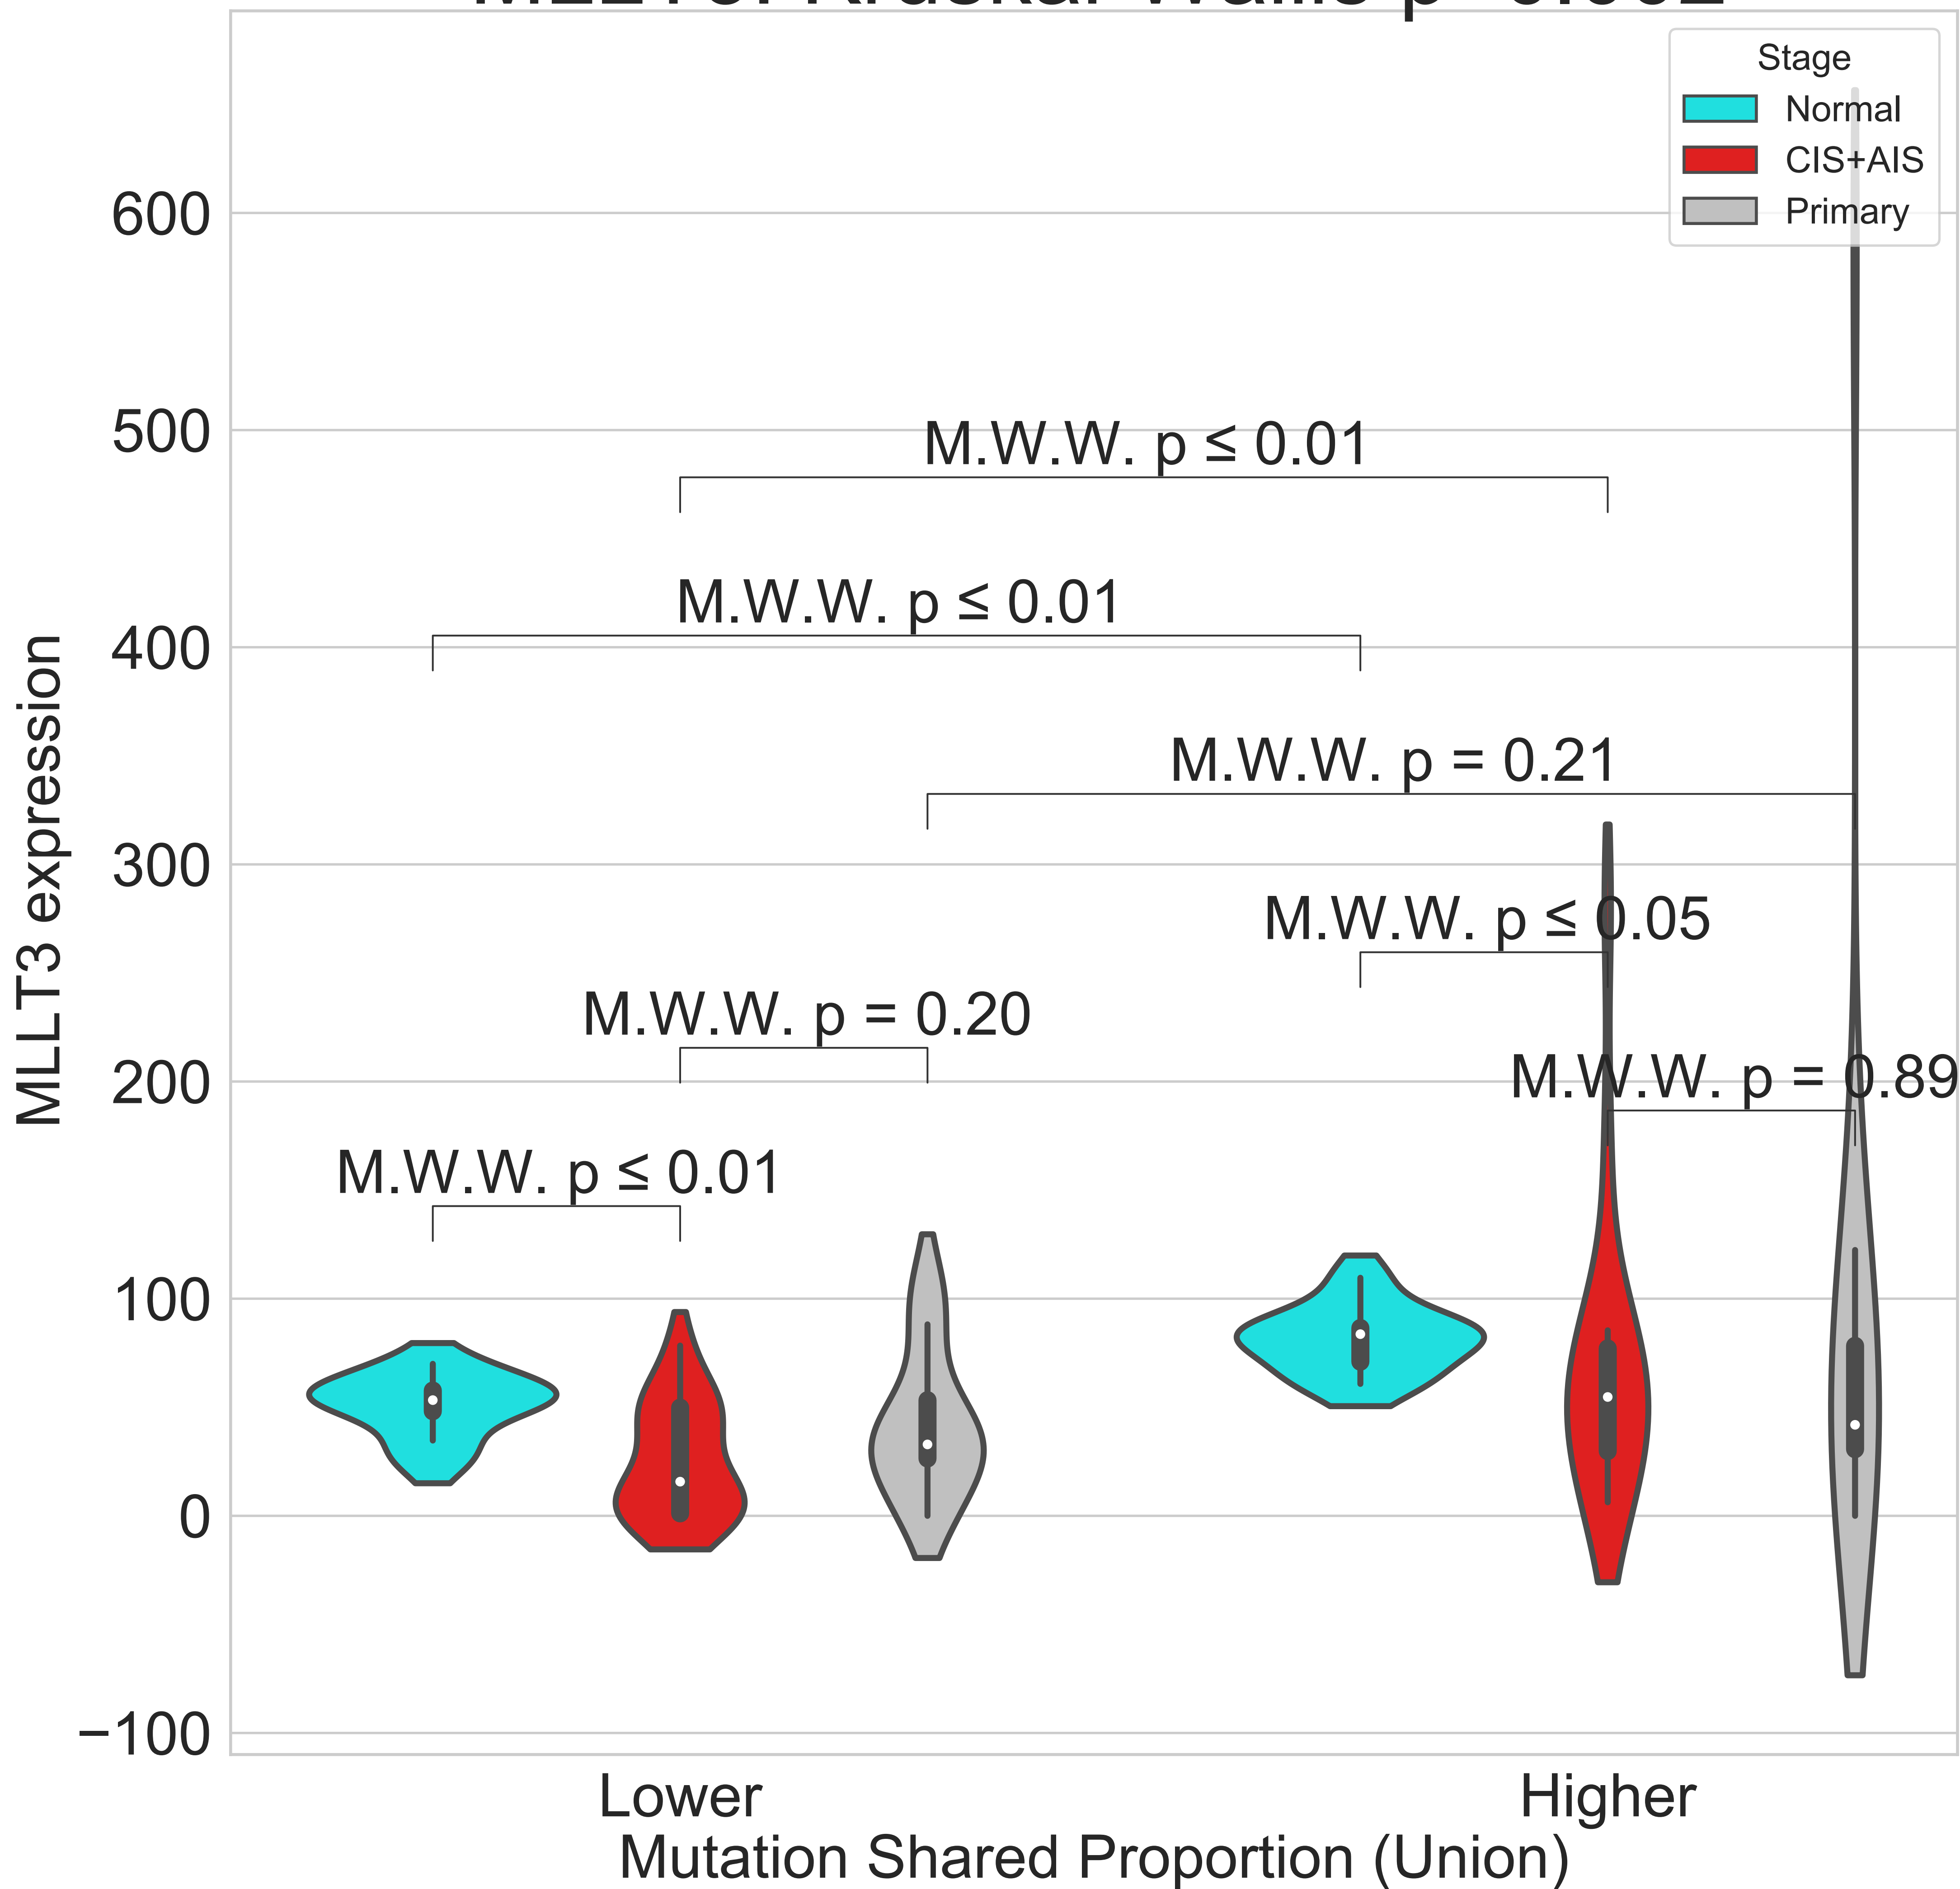 Stage
Normal
CIS+AIS
Primary
600
500
400
300
200
100
0
−100
MLLT3 expression
M.W.W. p ≤ 0.01
M.W.W. p ≤ 0.01
M.W.W. p = 0.21
M.W.W. p ≤ 0.05
M.W.W. p = 0.20
M.W.W. p = 0.89
M.W.W. p ≤ 0.01
Lower
Higher
Mutation Shared Proportion (Union)